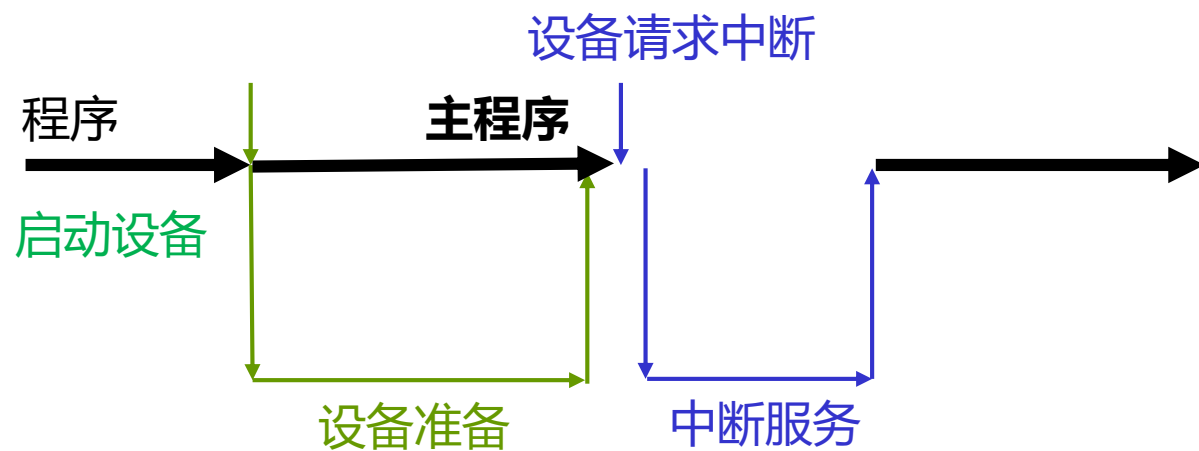 设备请求中断
程序
主程序
启动设备
设备准备
中断服务